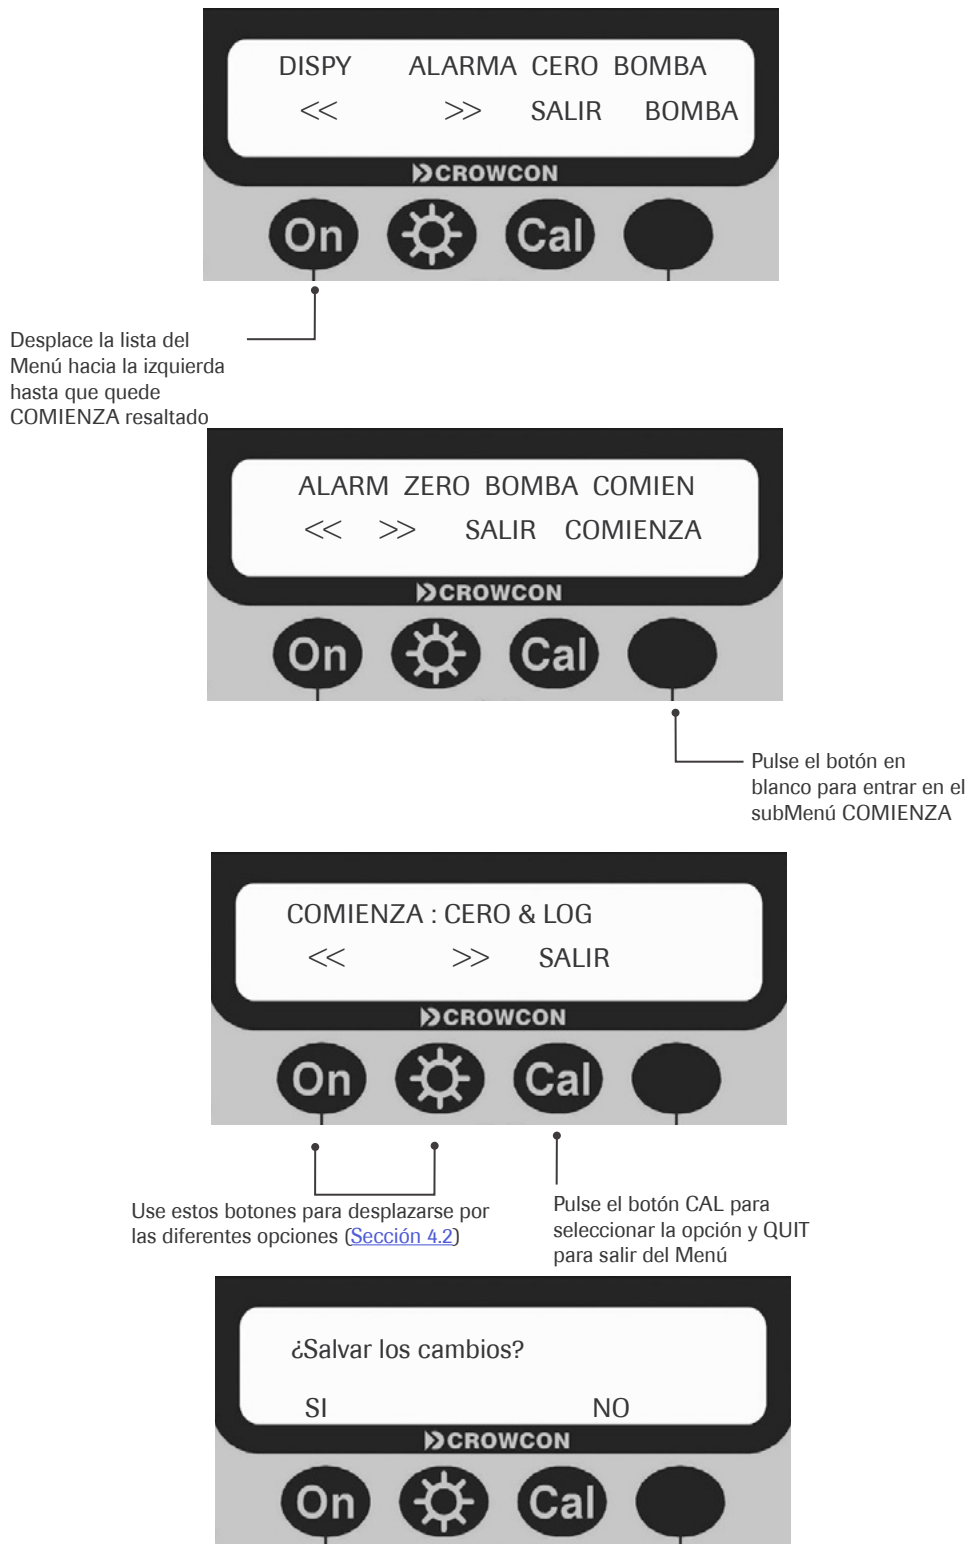 DISPY ALARMA CERO BOMBA
<< >> SALIR BOMBA
CROWCON
On Cal
Desplace la lista del
Menú hacia la izquierda
hasta que quede
COMIENZA resaltado
ALARM ZERO BOMBA COMIEN
<< >> SALIR COMIENZA
CROWCON
On Cal
Pulse el botón en
blanco para entrar en el
subMenú COMIENZA
COMIENZA : CERO & LOG
<< >> SALIR
CROWCON
On Cal
Use estos botones para desplazarse por
las diferentes opciones (Sección 4.2)
Pulse el botón CAL para
seleccionar la opción y QUIT
para salir del Menú
¿Salvar los cambios?
SI NO
CROWCON
On Cal